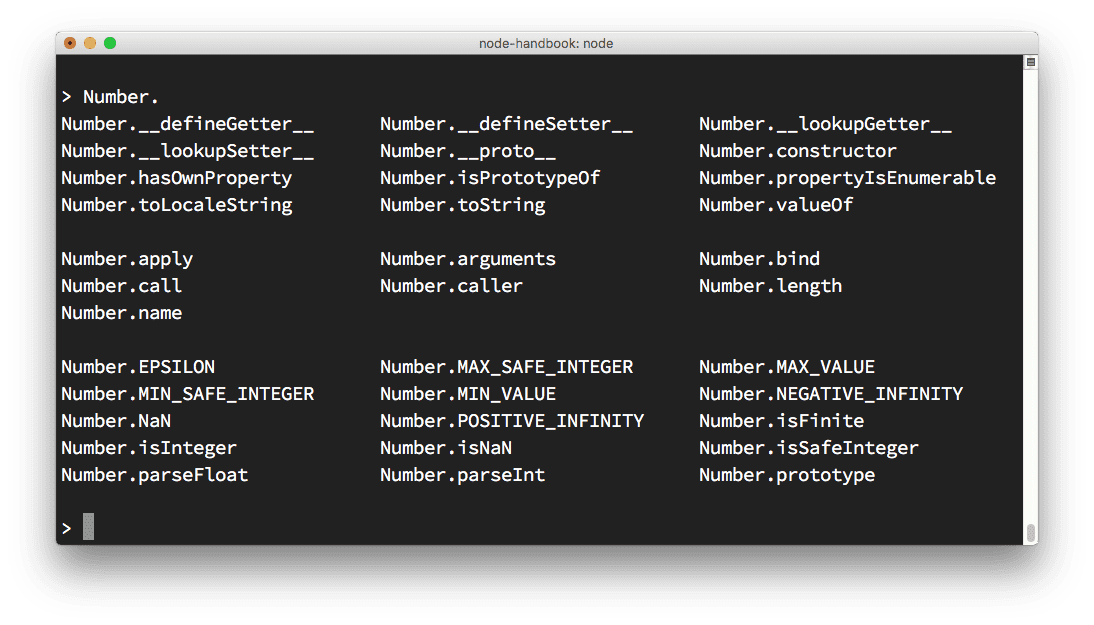 node-handbook: node
> Number.
Number.__defineGetter__ Number.__defineSetter__ Number.__lookupGetter__
Number.__lookupSetter__ Number.__proto__ Number.constructor
Number.hasOwnProperty Number.isPrototypeOf Number.propertyIsEnumerable
Number.toLocaleString Number.toString Number.valueOf
Number.apply Number.arguments Number.bind
Number.call Number.caller Number.length
Number.name
Number.EPSILON Number.MAX_SAFE_INTEGER Number.MAX_VALUE
Number.MIN_SAFE_INTEGER Number.MIN_VALUE Number.NEGATIVE_INFINITY
Number.NaN Number.POSITIVE_INFINITY Number.isFinite
Number.isInteger Number.isNaN Number.isSafeInteger
Number.parseFloat Number.parseInt Number.prototype
>